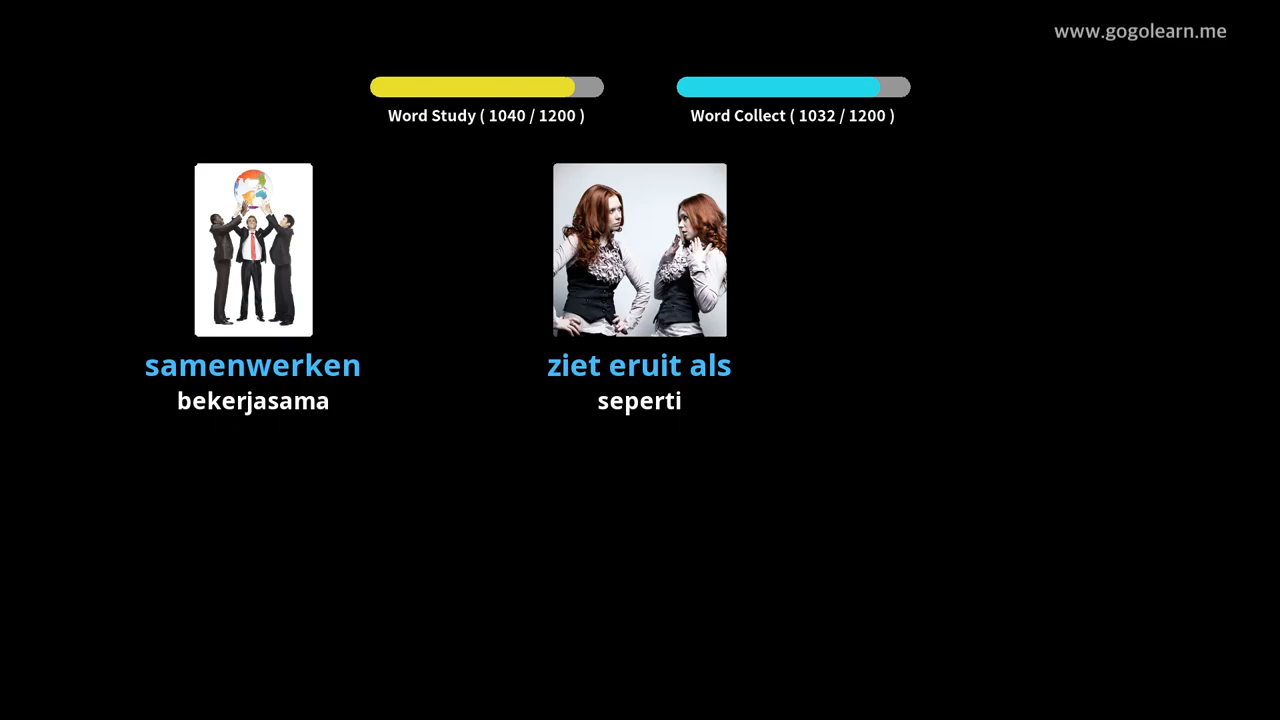 www.gogolearn.me
Word Study ( 1040 / 1200 )
Word Collect ( 1032 / 1200 )
samenwerken
bekerjasama
ziet eruit als
seperti